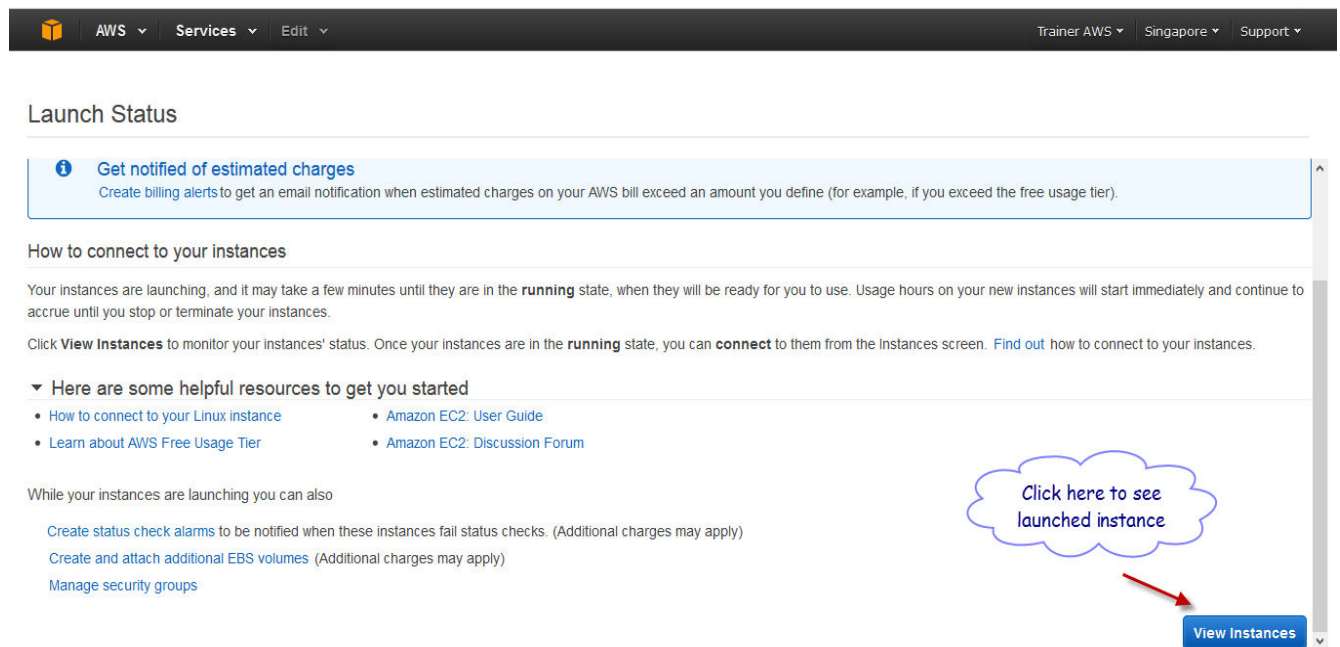 AWS Services Edit Trainer AWS Singapore Support
Launch Status
Get notified of estimated charges
Create billing alerts to get an email notification when estimated charges on your AWS bill exceed an amount you define (for example, if you exceed the free usage tier).
How to connect to your instances
Your instances are launching, and it may take a few minutes until they are in the running state, when they will be ready for you to use. Usage hours on your new instances will start immediately and continue to
accrue until you stop or terminate your instances.
Click View Instances to monitor your instances' status. Once your instances are in the running state, you can connect to them from the Instances screen. Find out how to connect to your instances.
Here are some helpful resources to get you started
• How to connect to your Linux instance • Amazon EC2: User Guide
• Learn about AWS Free Usage Tier • Amazon EC2: Discussion Forum
While your instances are launching you can also
Create status check alarms to be notified when these instances fail status checks. (Additional charges may apply)
Create and attach additional EBS volumes (Additional charges may apply)
Manage security groups
Click here to see
launched instance
View Instances